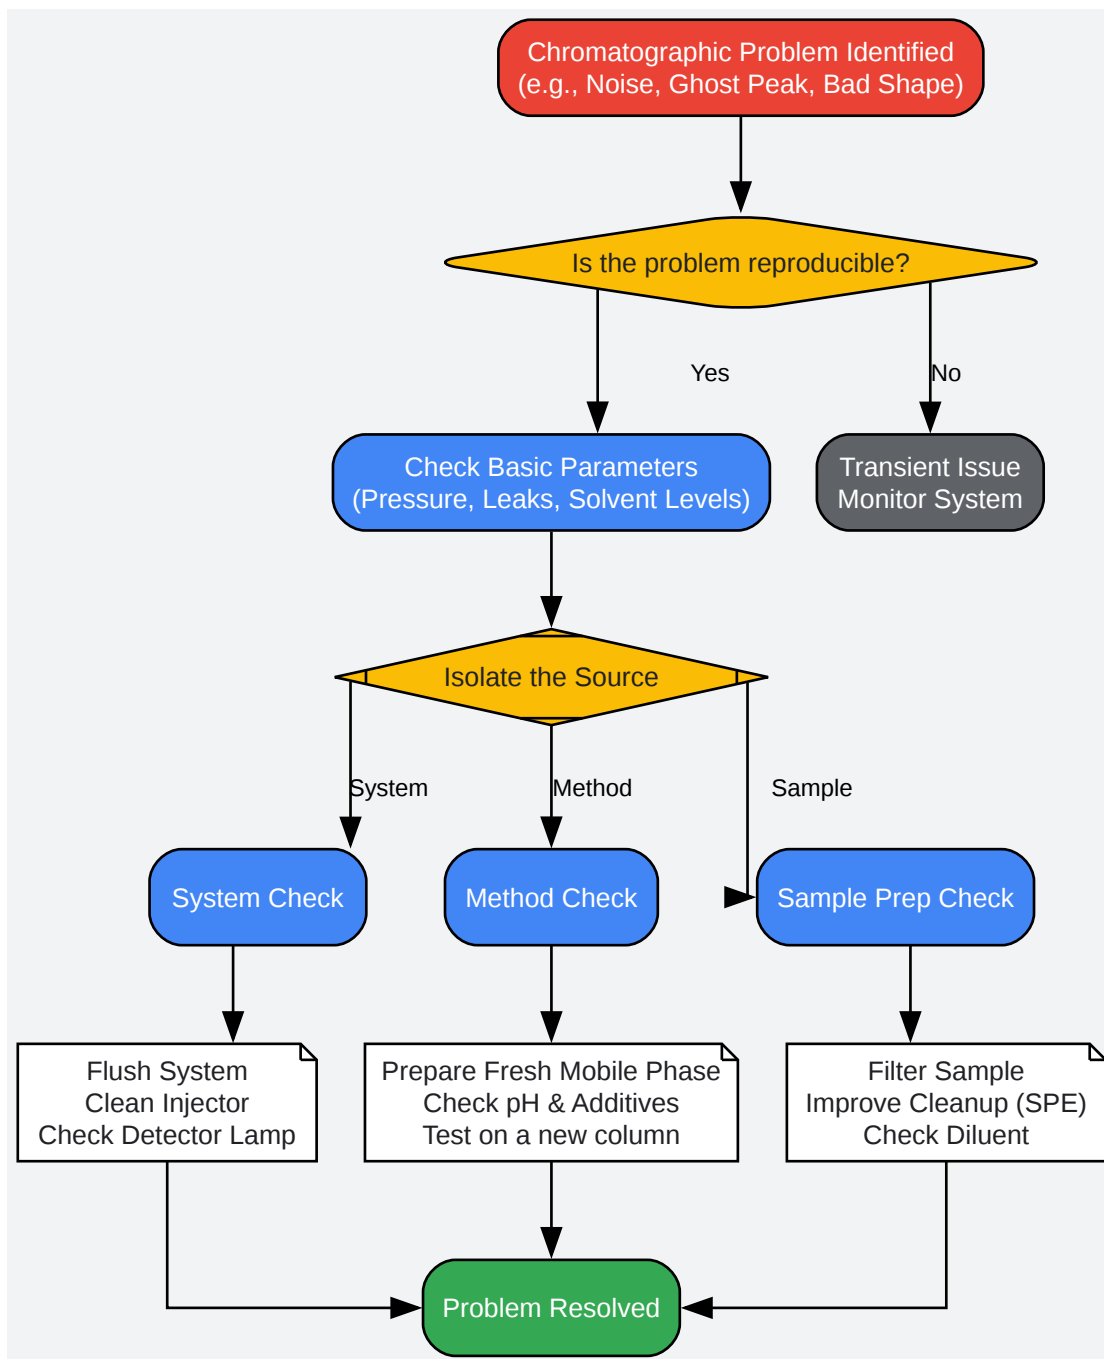 Chromatographic Problem Identified
(e.g., Noise, Ghost Peak, Bad Shape)
Is the problem reproducible?
Yes
No
Check Basic Parameters
(Pressure, Leaks, Solvent Levels)
Transient Issue
Monitor System
Isolate the Source
System
Method
Sample
System Check
Method Check
Sample Prep Check
Flush System
Clean Injector
Check Detector Lamp
Prepare Fresh Mobile Phase
Check pH & Additives
Test on a new column
Filter Sample
Improve Cleanup (SPE)
Check Diluent
Problem Resolved